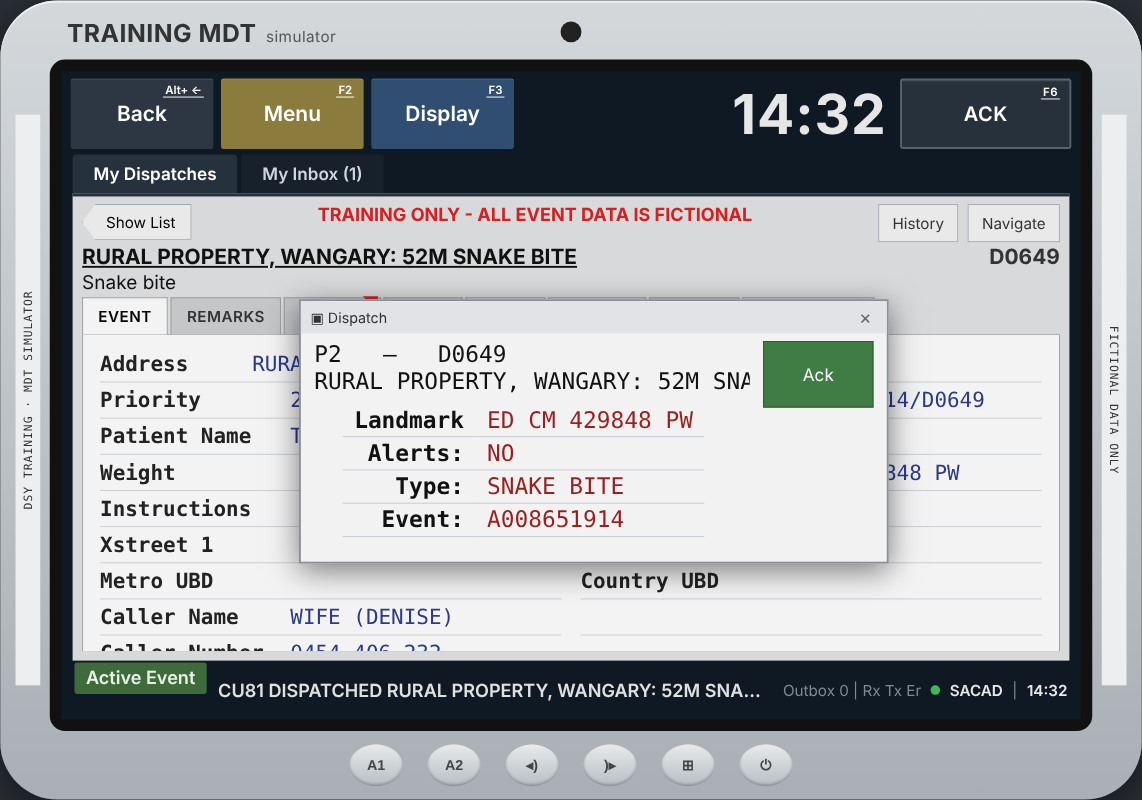 TRAINING MDT simulator
Back Alt+ ←
Menu F2
Display F3
14:32
ACK F6
My Dispatches
My Inbox (1)
Show List
TRAINING ONLY - ALL EVENT DATA IS FICTIONAL
History
Navigate
RURAL PROPERTY, WANGARY: 52M SNAKE BITE
D0649
Snake bite
EVENT
REMARKS
▣ Dispatch ×
P2 – D0649
RURAL PROPERTY, WANGARY: 52M SNA
Ack
Landmark ED CM 429848 PW
Alerts: NO
Type: SNAKE BITE
Event: A008651914
Address RURA
Priority 2
14/D0649
Patient Name T
Weight
848 PW
Instructions
Xstreet 1
Metro UBD
Country UBD
Caller Name WIFE (DENISE)
Caller Number 0454 406 232
Active Event
CU81 DISPATCHED RURAL PROPERTY, WANGARY: 52M SNA...
Outbox 0 | Rx Tx Er ● SACAD | 14:32
A1
A2
DSY TRAINING · MDT SIMULATOR
FICTIONAL DATA ONLY